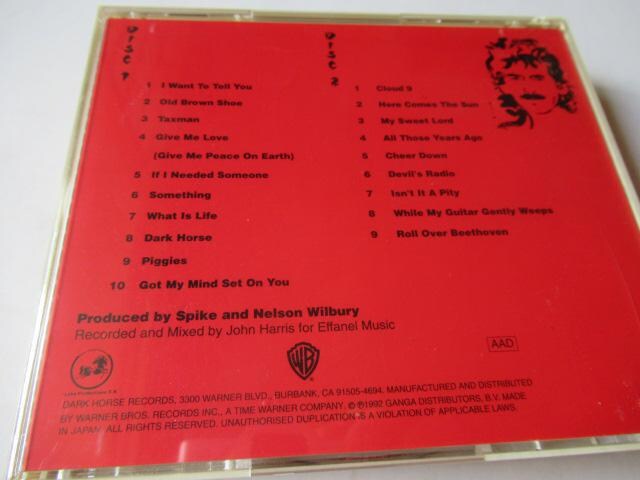 DISC 1
1 I Want To Tell You
2 Old Brown Shoe
3 Taxman
4 Give Me Love
(Give Me Peace On Earth)
5 If I Needed Someone
6 Something
7 What Is Life
8 Dark Horse
9 Piggies
10 Got My Mind Set On You
DISC 2
1 Cloud 9
2 Here Comes The Sun
3 My Sweet Lord
4 All Those Years Ago
5 Cheer Down
6 Devil's Radio
7 Isn't It A Pity
8 While My Guitar Gently Weeps
9 Roll Over Beethoven
Produced by Spike and Nelson Wilbury
Recorded and Mixed by John Harris for Effanel Music
WB
AAD
DARK HORSE RECORDS, 3300 WARNER BLVD., BURBANK, CA 91505-4694. MANUFACTURED AND DISTRIBUTED
BY WARNER BROS. RECORDS INC., A TIME WARNER COMPANY. ©℗1992 GANGA DISTRIBUTORS, B.V. MADE
IN JAPAN. ALL RIGHTS RESERVED. UNAUTHORISED DUPLICATION IS A VIOLATION OF APPLICABLE LAWS.